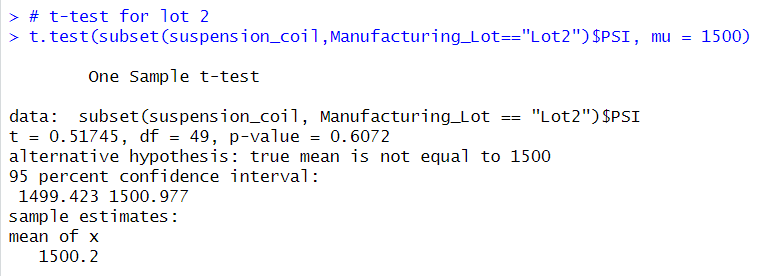 > # t-test for lot 2
> t.test(subset(suspension_coil,Manufacturing_Lot=="Lot2")$PSI, mu = 1500)
One Sample t-test
data:  subset(suspension_coil, Manufacturing_Lot == "Lot2")$PSI
t = 0.51745, df = 49, p-value = 0.6072
alternative hypothesis: true mean is not equal to 1500
95 percent confidence interval:
1499.423 1500.977
sample estimates:
mean of x
1500.2